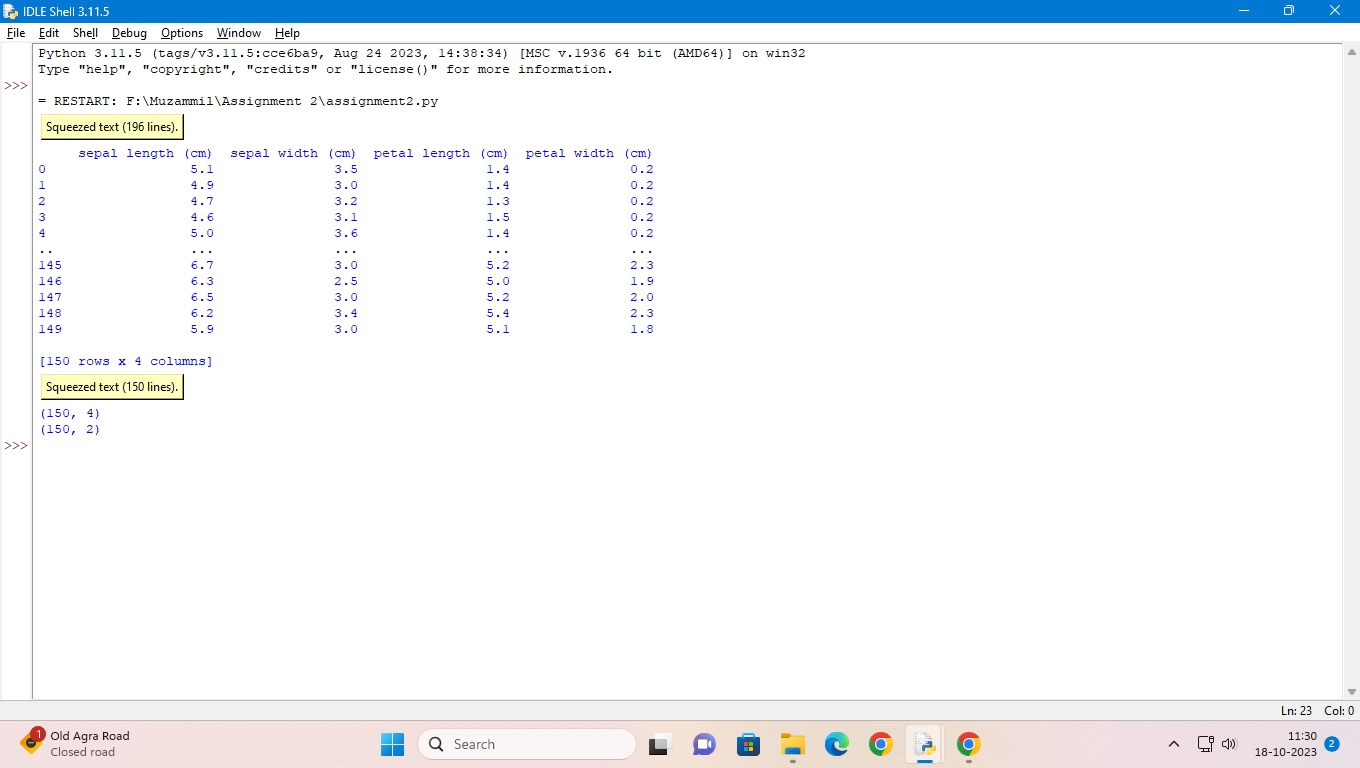 IDLE Shell 3.11.5
File Edit Shell Debug Options Window Help
Python 3.11.5 (tags/v3.11.5:cce6ba9, Aug 24 2023, 14:38:34) [MSC v.1936 64 bit (AMD64)] on win32
Type "help", "copyright", "credits" or "license()" for more information.
>>>
= RESTART: F:\Muzammil\Assignment 2\assignment2.py
Squeezed text (196 lines).
sepal length (cm) sepal width (cm) petal length (cm) petal width (cm)
0 5.1 3.5 1.4 0.2
1 4.9 3.0 1.4 0.2
2 4.7 3.2 1.3 0.2
3 4.6 3.1 1.5 0.2
4 5.0 3.6 1.4 0.2
.. ... ... ... ...
145 6.7 3.0 5.2 2.3
146 6.3 2.5 5.0 1.9
147 6.5 3.0 5.2 2.0
148 6.2 3.4 5.4 2.3
149 5.9 3.0 5.1 1.8
[150 rows x 4 columns]
Squeezed text (150 lines).
(150, 4)
(150, 2)
>>>
Ln: 23 Col: 0
1
Old Agra Road
Closed road
Search
11:30
18-10-2023
2